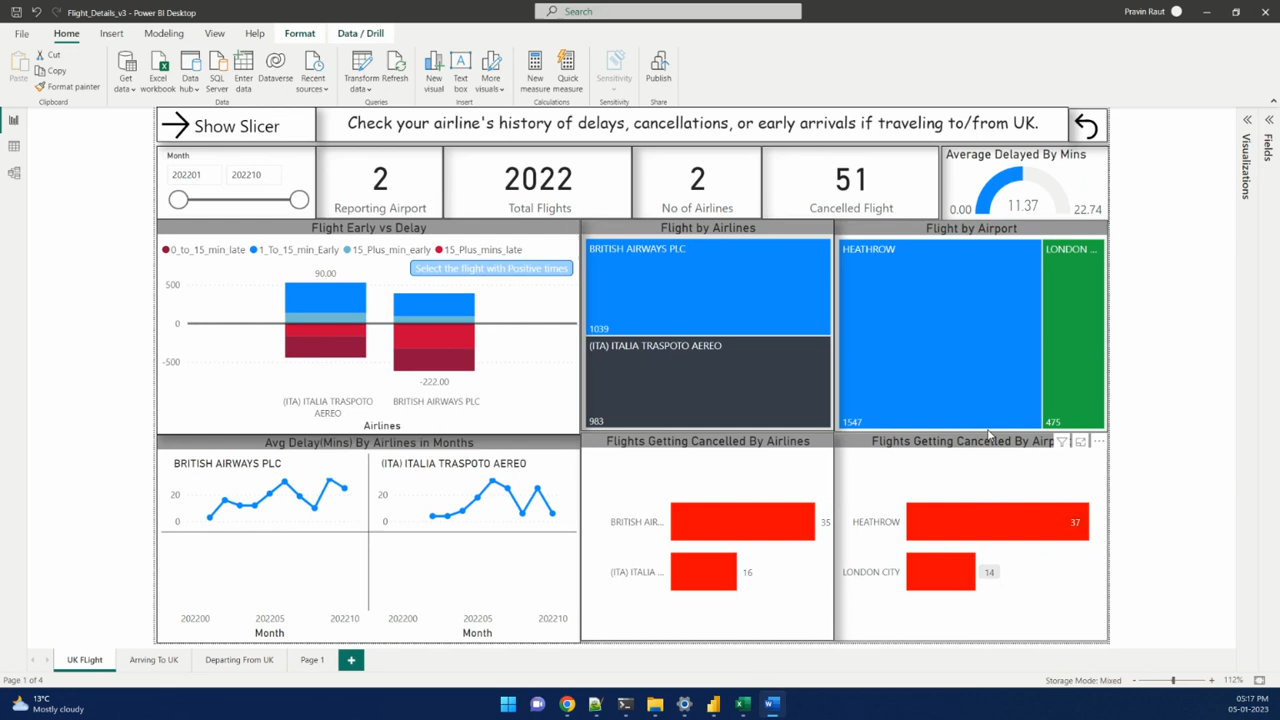 Flight_Details_v3 - Power BI Desktop
Search
Pravin Raut
File
Home
Insert
Modeling
View
Help
Format
Data / Drill
Paste
Cut
Copy
Format painter
Get data
Excel workbook
Data hub
SQL Server
Enter data
Dataverse
Recent sources
Transform data
Refresh
New visual
Text box
More visuals
New measure
Quick measure
Sensitivity
Publish
Clipboard
Data
Queries
Insert
Calculations
Sensitivity
Share
Show Slicer
Check your airline's history of delays, cancellations, or early arrivals if traveling to/from UK.
Month
202201
202210
2
Reporting Airport
2022
Total Flights
2
No of Airlines
51
Cancelled Flight
Average Delayed By Mins
11.37
0.00
22.74
Visualizations
Fields
Flight Early vs Delay
0_to_15_min_late
1_To_15_min_Early
15_Plus_min_early
15_Plus_mins_late
Select the flight with Positive times
90.00
500
0
-500
-222.00
(ITA) ITALIA TRASPOTO AEREO
BRITISH AIRWAYS PLC
Airlines
Flight by Airlines
BRITISH AIRWAYS PLC
1039
(ITA) ITALIA TRASPOTO AEREO
983
Flight by Airport
HEATHROW
1547
LONDON ...
475
Avg Delay(Mins) By Airlines in Months
BRITISH AIRWAYS PLC
20
0
(ITA) ITALIA TRASPOTO AEREO
20
0
202200
202205
202210
Month
202200
202205
202210
Month
Flights Getting Cancelled By Airlines
BRITISH AIR...
35
(ITA) ITALIA ...
16
Flights Getting Cancelled By Airp
HEATHROW
37
LONDON CITY
14
UK FLight
Arrving To UK
Departing From UK
Page 1
Page 1 of 4
Storage Mode: Mixed
112%
13°C
Mostly cloudy
05:17 PM
05-01-2023